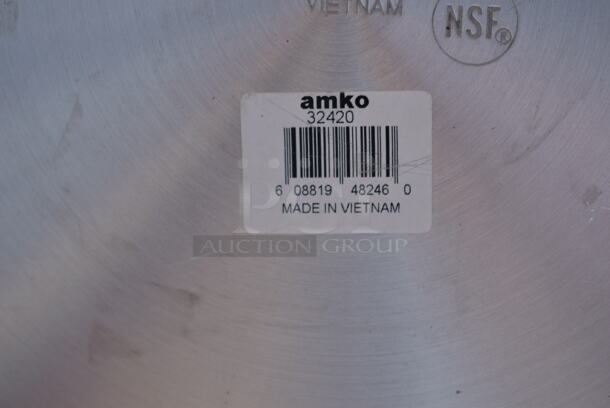 VIETNAM
NSF®
amko
32420
6 08819 48246 0
MADE IN VIETNAM
AUCTION GROUP